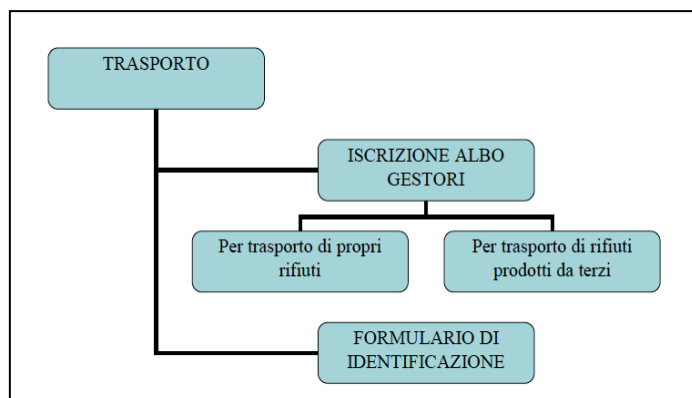 TRASPORTO
ISCRIZIONE ALBO
GESTORI
Per trasporto di propri
rifiuti
Per trasporto di rifiuti
prodotti da terzi
FORMULARIO DI
IDENTIFICAZIONE